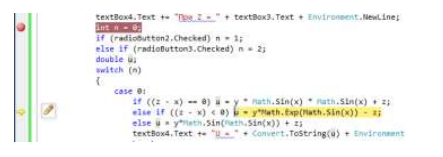 textBox4.Text += "При Z = " + textBox3.Text + Environment.NewLine;
int n = 0;
if (radioButton2.Checked) n = 1;
else if (radioButton3.Checked) n = 2;
double u;
switch (n)
{
case 0:
if ((z - x) == 0) u = y * Math.Sin(x) * Math.Sin(x) + z;
else if ((z - x) < 0) u = y*Math.Exp(Math.Sin(x)) - z;
else u = y*Math.Sin(Math.Sin(x)) + z;
textBox4.Text += "U = " + Convert.ToString(u) + Environment